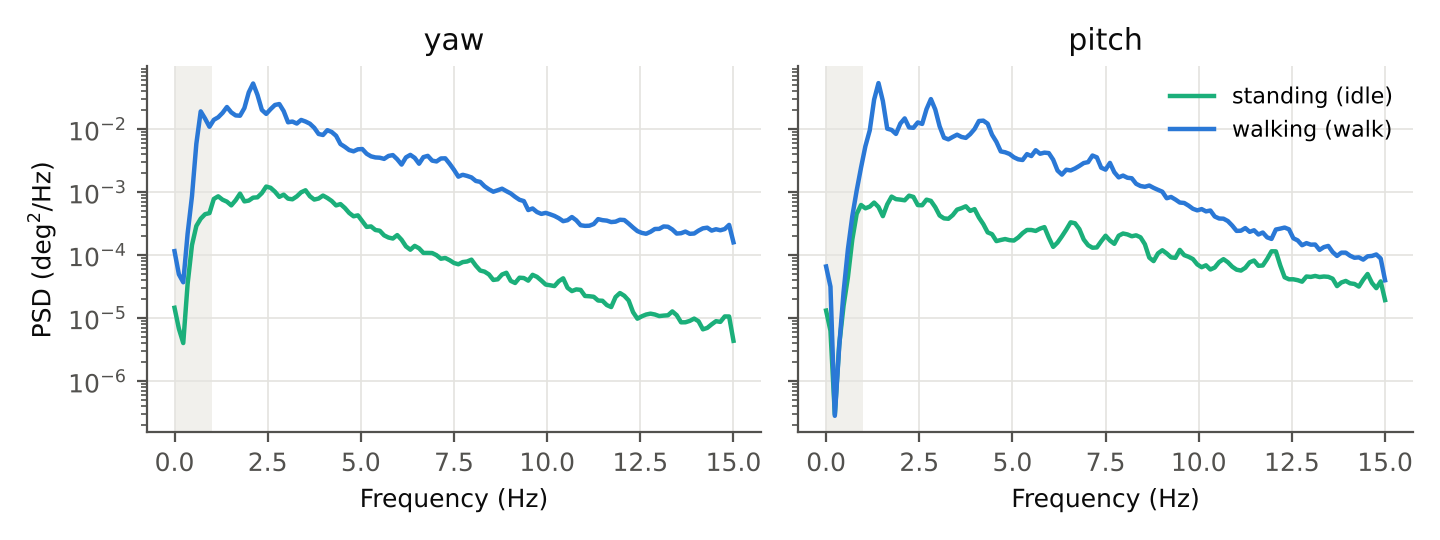 yaw
pitch
standing (idle)
walking (walk)
PSD (deg²/Hz)
10⁻²
10⁻³
10⁻⁴
10⁻⁵
10⁻⁶
0.0 2.5 5.0 7.5 10.0 12.5 15.0
0.0 2.5 5.0 7.5 10.0 12.5 15.0
Frequency (Hz)
Frequency (Hz)